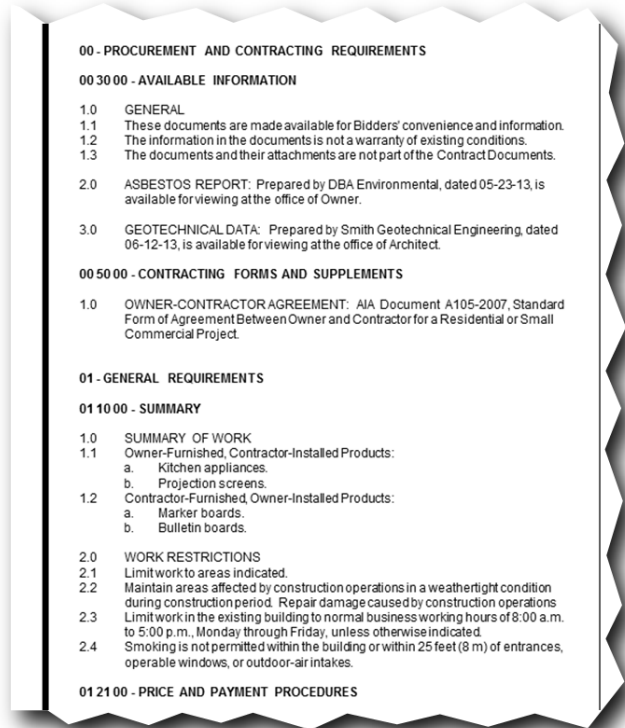 00 - PROCUREMENT AND CONTRACTING REQUIREMENTS
00 30 00 - AVAILABLE INFORMATION
1.0 GENERAL
1.1 These documents are made available for Bidders' convenience and information.
1.2 The information in the documents is not a warranty of existing conditions.
1.3 The documents and their attachments are not part of the Contract Documents.
2.0 ASBESTOS REPORT: Prepared by DBA Environmental, dated 05-23-13, is
available for viewing at the office of Owner.
3.0 GEOTECHNICAL DATA: Prepared by Smith Geotechnical Engineering, dated
06-12-13, is available for viewing at the office of Architect.
00 50 00 - CONTRACTING FORMS AND SUPPLEMENTS
1.0 OWNER-CONTRACTOR AGREEMENT: AIA Document A105-2007, Standard
Form of Agreement Between Owner and Contractor for a Residential or Small
Commercial Project.
01 - GENERAL REQUIREMENTS
01 10 00 - SUMMARY
1.0 SUMMARY OF WORK
1.1 Owner-Furnished, Contractor-Installed Products:
a. Kitchen appliances.
b. Projection screens.
1.2 Contractor-Furnished, Owner-Installed Products:
a. Marker boards.
b. Bulletin boards.
2.0 WORK RESTRICTIONS
2.1 Limit work to areas indicated.
2.2 Maintain areas affected by construction operations in a weathertight condition
during construction period. Repair damage caused by construction operations
2.3 Limit work in the existing building to normal business working hours of 8:00 a.m.
to 5:00 p.m., Monday through Friday, unless otherwise indicated.
2.4 Smoking is not permitted within the building or within 25 feet (8 m) of entrances,
operable windows, or outdoor-air intakes.
01 21 00 - PRICE AND PAYMENT PROCEDURES